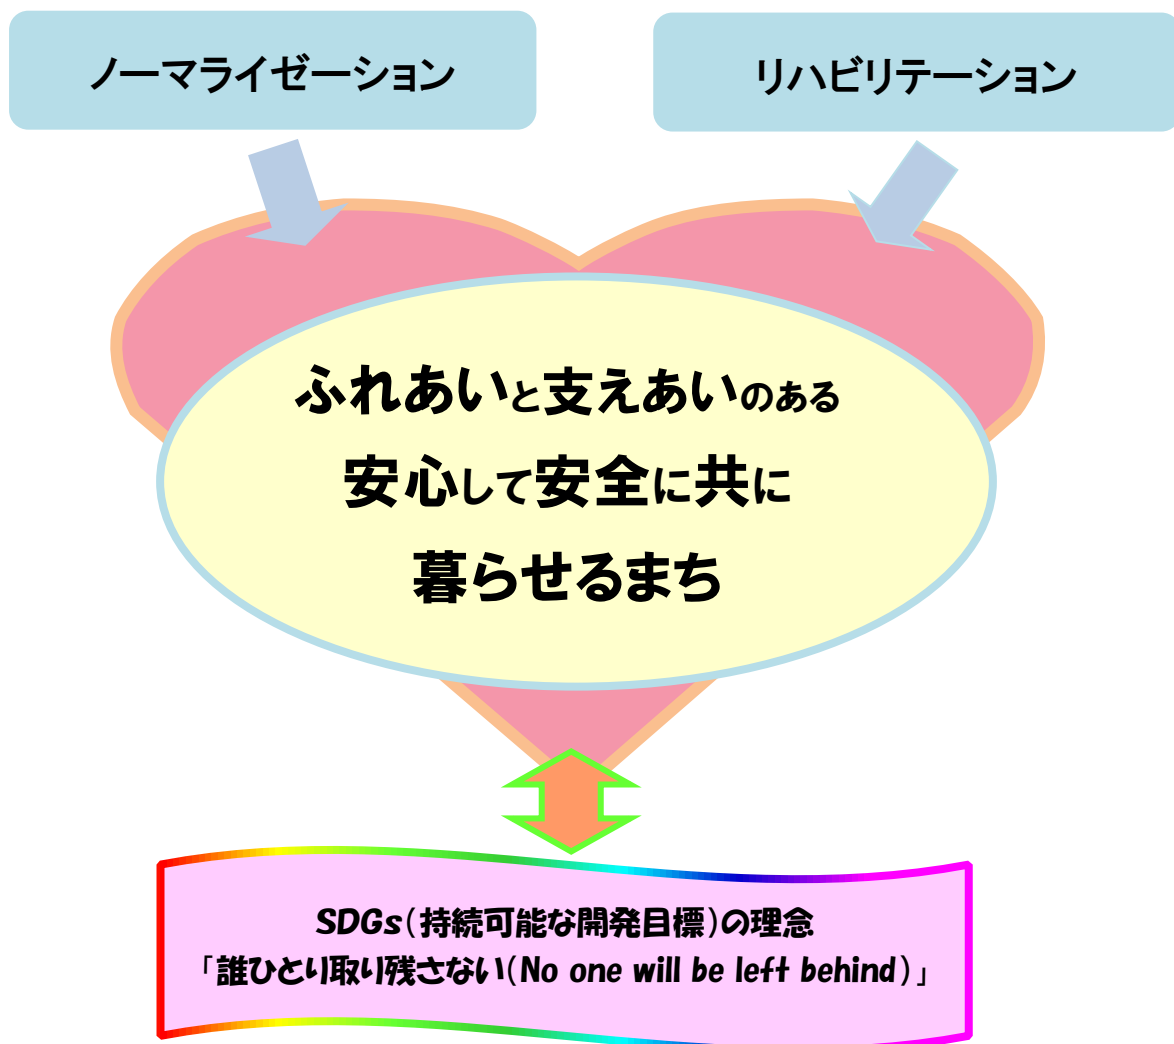 ノーマライゼーション
リハビリテーション
ふれあいと支えあいのある
安心して安全に共に
暮らせるまち
SDGs(持続可能な開発目標)の理念
「誰ひとり取り残さない(No one will be left behind)」